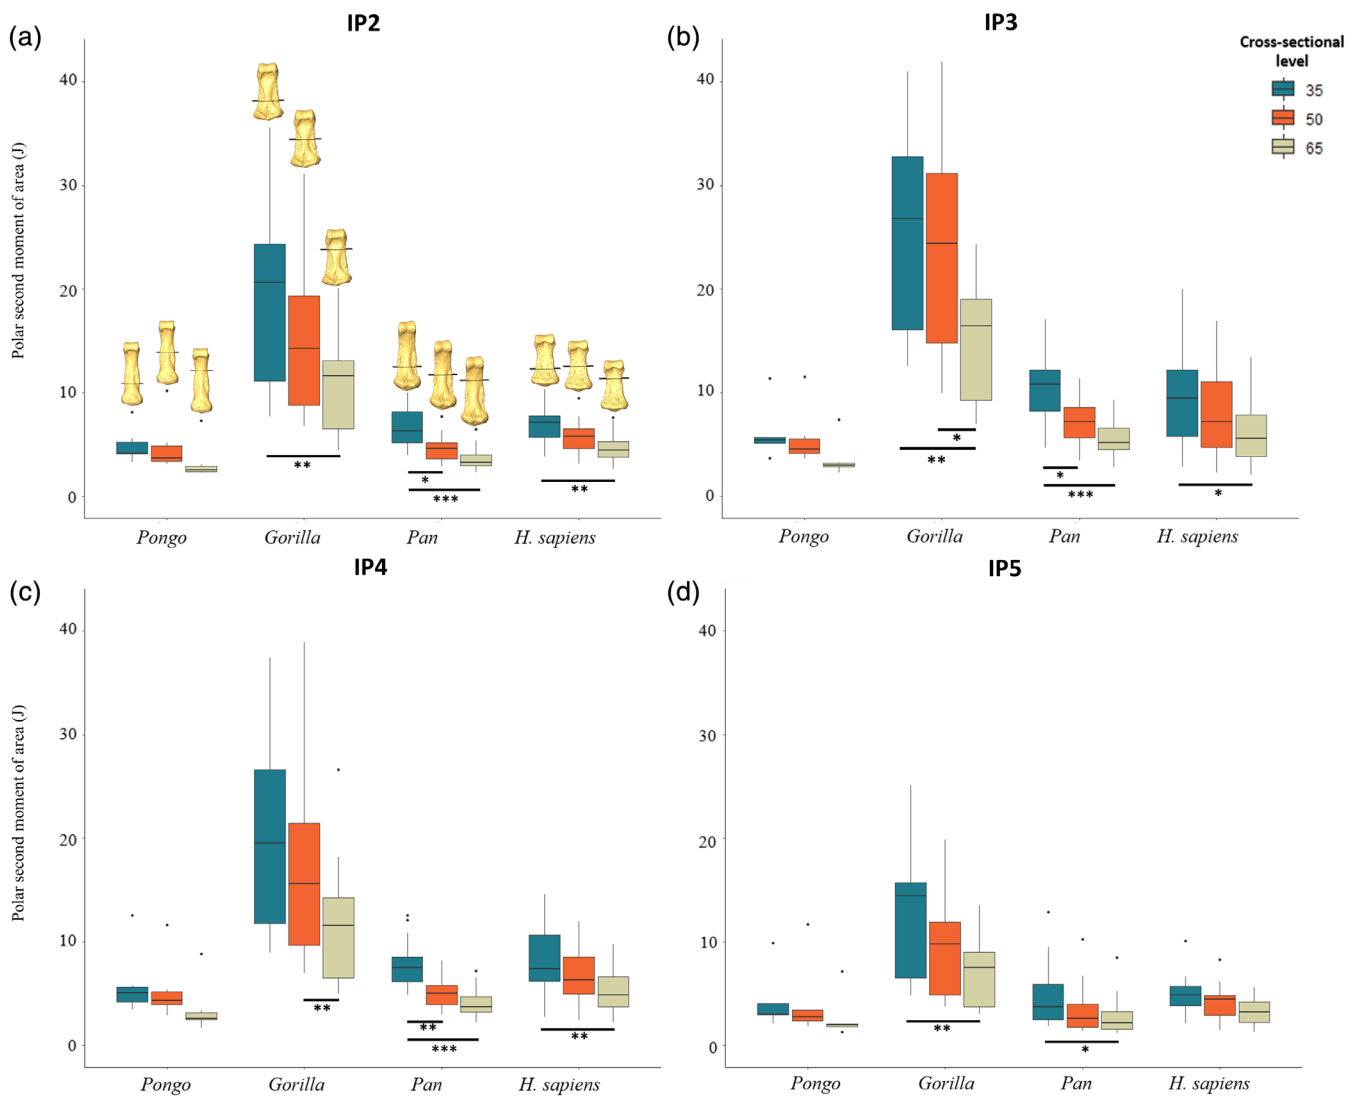 (a)
IP2
(b)
IP3
Cross-sectional
level
35
50
65
Polar second moment of area (J)
40
30
20
10
0
**
*
***
**
Pongo
Gorilla
Pan
H. sapiens
40
30
20
10
0
*
**
*
***
*
Pongo
Gorilla
Pan
H. sapiens
(c)
IP4
(d)
IP5
Polar second moment of area (J)
40
30
20
10
0
**
**
***
**
Pongo
Gorilla
Pan
H. sapiens
40
30
20
10
0
**
*
Pongo
Gorilla
Pan
H. sapiens